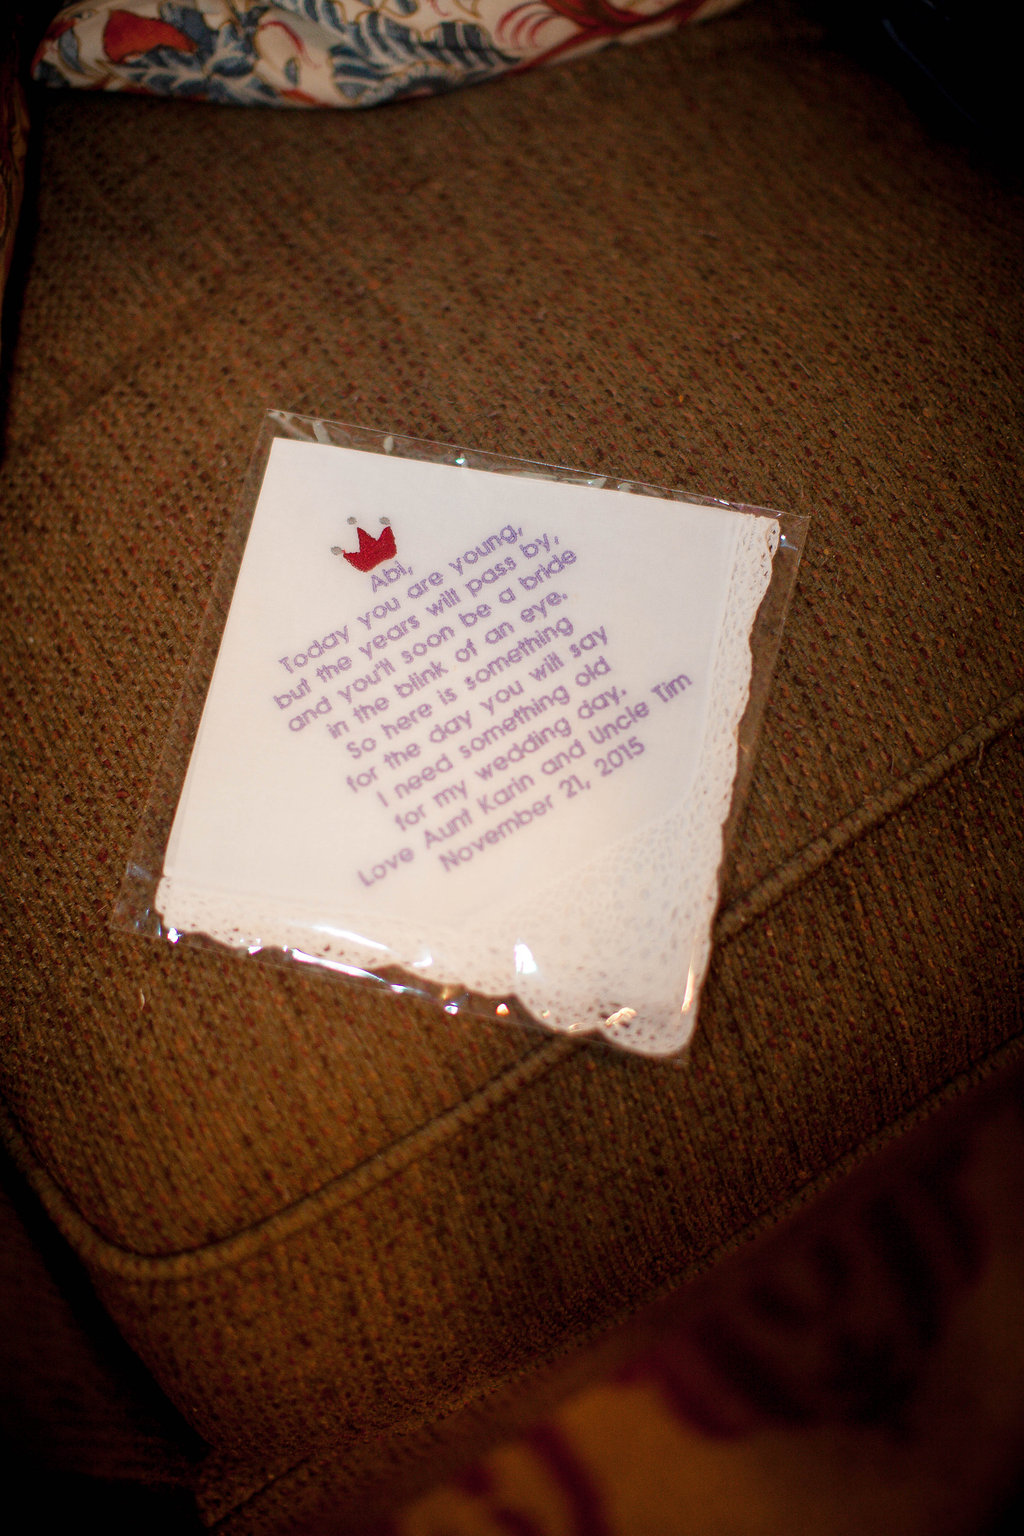 Abi,
Today you are young,
but the years will pass by,
and you'll soon be a bride
in the blink of an eye.
So here is something
for the day you will say
I need something old
for my wedding day.
Love Aunt Karin and Uncle Tim
November 21, 2015